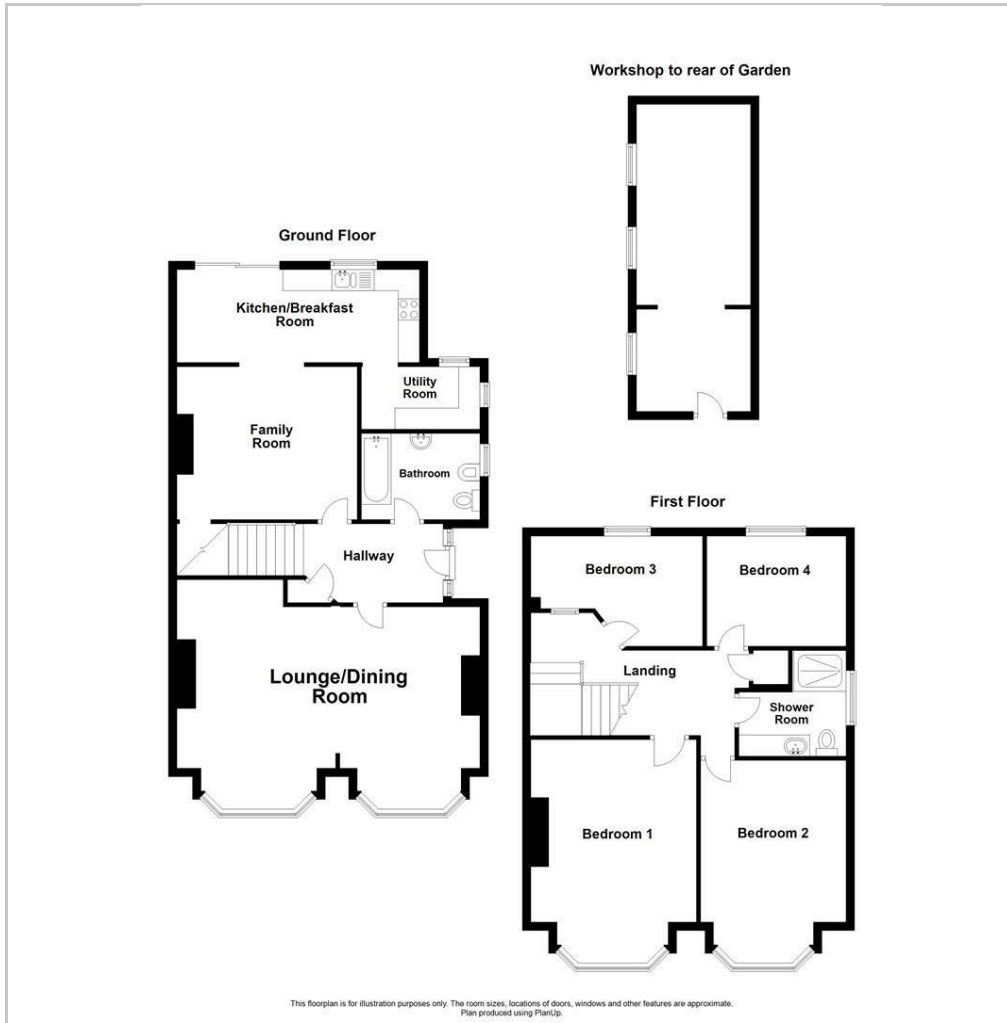 Workshop to rear of Garden
Ground Floor
Kitchen/Breakfast
Room
Utility
Room
Family
Room
Bathroom
Hallway
Lounge/Dining
Room
First Floor
Bedroom 3
Bedroom 4
Landing
Shower
Room
Bedroom 1
Bedroom 2
This floorplan is for illustration purposes only. The room sizes, locations of doors, windows and other features are approximate.
Plan produced using PlanUp.